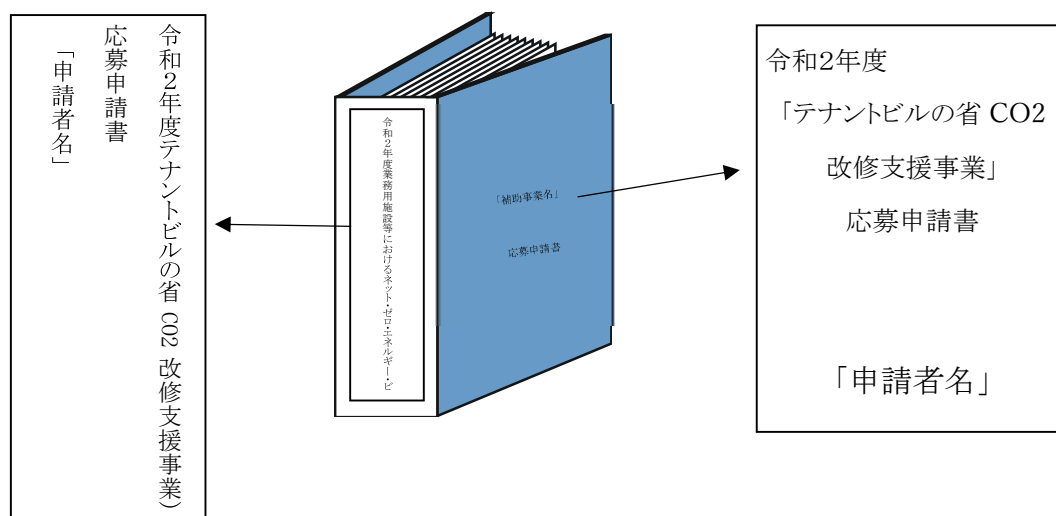 令和2年度テナントビルの省 CO2 改修支援事業）
応募申請書
「申請者名」
令和2年度業務用施設等におけるネット・ゼロ・エネルギー・ビ
「補助事業名」
応募申請書
令和2年度
「テナントビルの省 CO2
改修支援事業」
応募申請書
「申請者名」